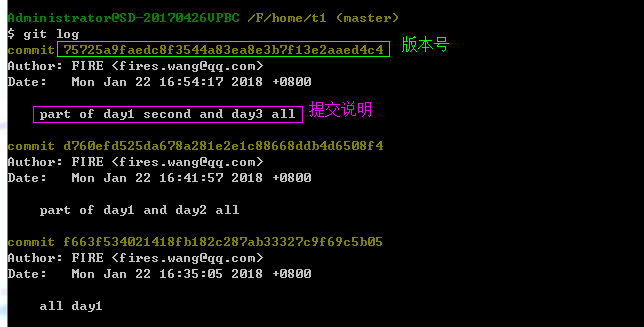 Administrator@SD-20170426VPBC /F/home/t1 (master)
$ git log
commit 75725a9faedc8f3544a83ea8e3b7f13e2aaed4c4 版本号
Author: FIRE <fires.wang@qq.com>
Date:   Mon Jan 22 16:54:17 2018 +0800
part of day1 second and day3 all 提交说明
commit d760efd525da678a281e2e1c88668ddb4d6508f4
Author: FIRE <fires.wang@qq.com>
Date:   Mon Jan 22 16:41:57 2018 +0800
part of day1 and day2 all
commit f663f534021418fb182c287ab33327c9f69c5b05
Author: FIRE <fires.wang@qq.com>
Date:   Mon Jan 22 16:35:05 2018 +0800
all day1